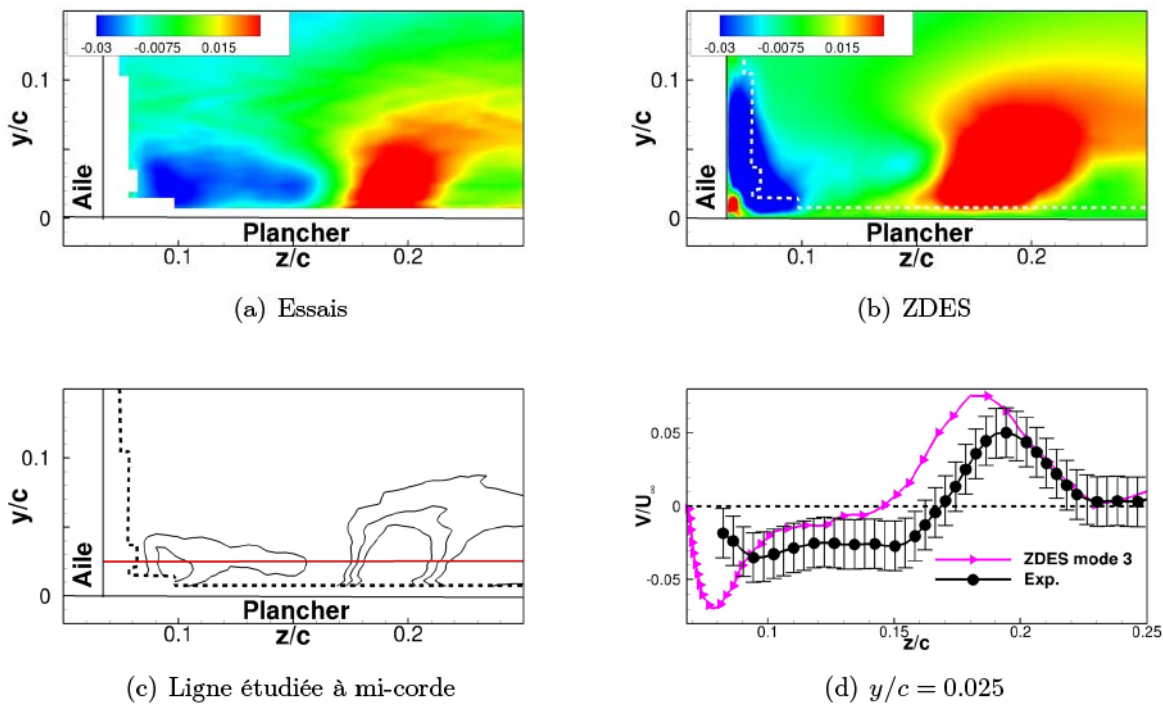 -0.03 -0.0075 0.015
0.1
y/c
Aile
0
Plancher
0.1 z/c 0.2
(a) Essais
-0.03 -0.0075 0.015
0.1
y/c
Aile
0
Plancher
0.1 z/c 0.2
(b) ZDES
0.1
y/c
Aile
0
Plancher
0.1 z/c 0.2
(c) Ligne étudiée à mi-corde
0.05
V/U∞
0
-0.05
ZDES mode 3
Exp.
0.1 0.15 0.2 0.25
z/c
(d) y/c = 0.025